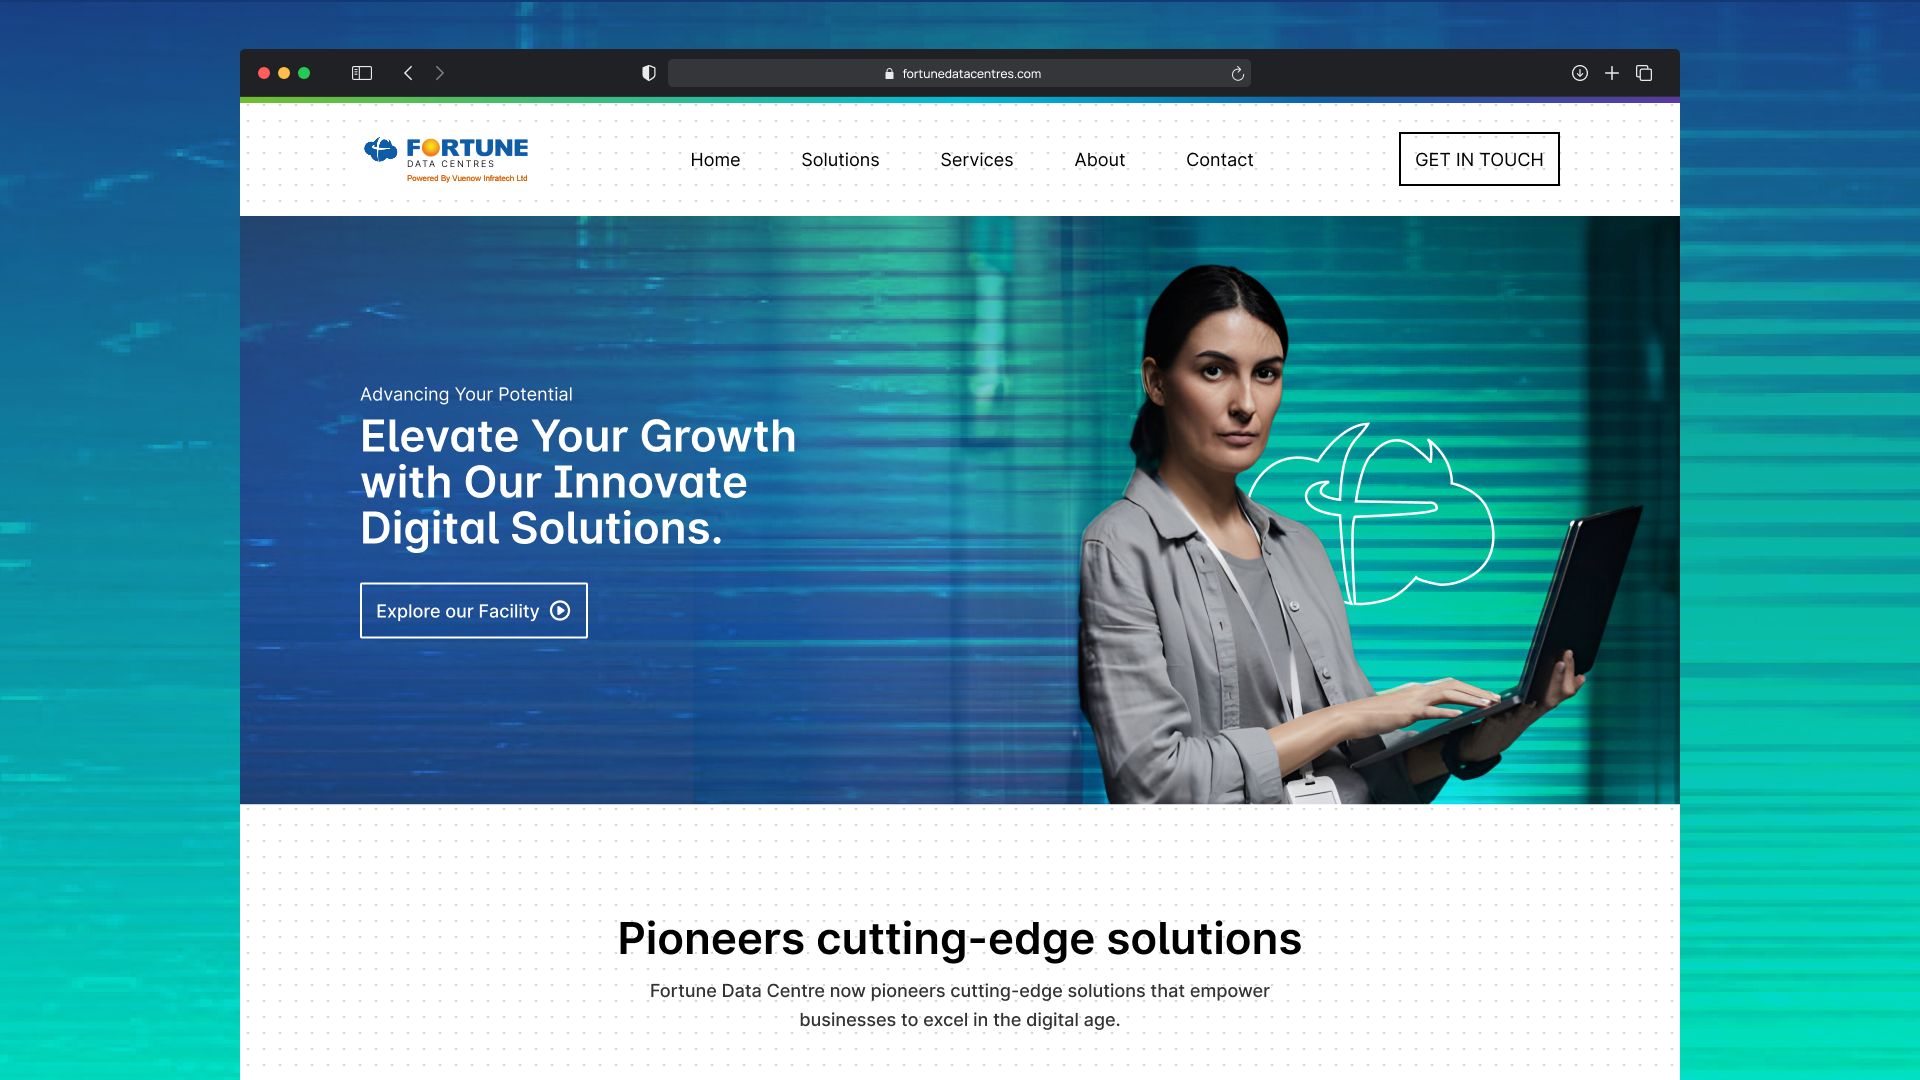 fortunedatacentres.com
FORTUNE
DATA CENTRES
Powered By Vuenow Infratech Ltd
Home Solutions Services About Contact GET IN TOUCH
Advancing Your Potential
Elevate Your Growth
with Our Innovate
Digital Solutions.
Explore our Facility
Pioneers cutting-edge solutions
Fortune Data Centre now pioneers cutting-edge solutions that empower
businesses to excel in the digital age.